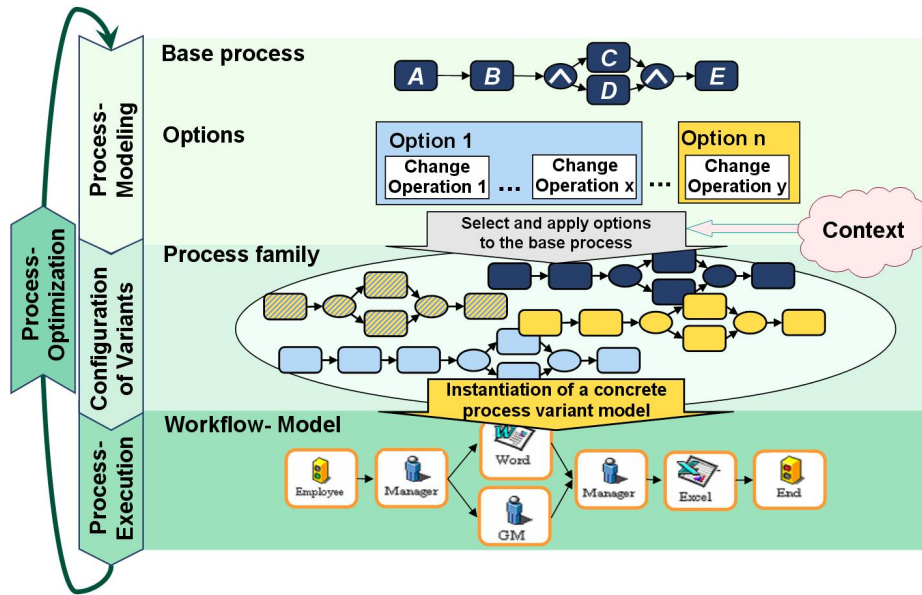 Base process
A
B
C
D
E
Options
Option 1
Change
Operation 1
...
Change
Operation x
...
Option n
Change
Operation y
Select and apply options
to the base process
Context
Process family
Instantiation of a concrete
process variant model
Workflow- Model
Employee
Manager
Word
GM
Manager
Excel
End
Process-
Optimization
Process-
Modeling
Configuration
of Variants
Process-
Execution